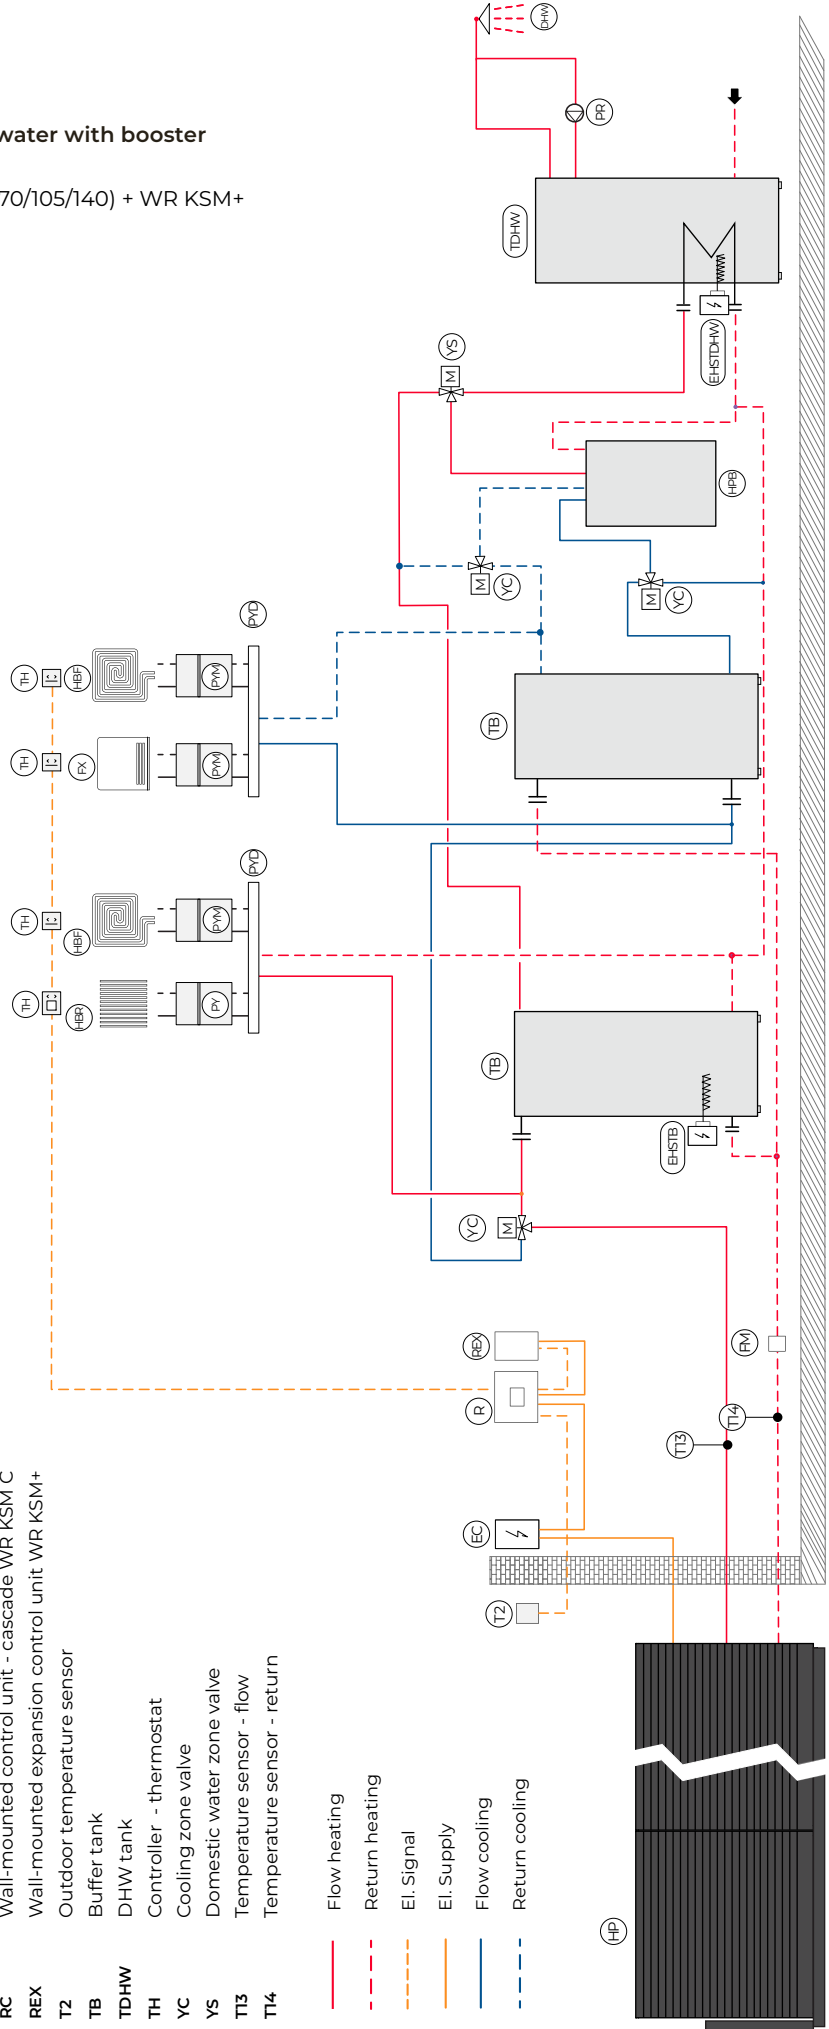 water with booster
70/105/140) + WR KSM+
RC Wall-mounted control unit - cascade WR KSM C
REX Wall-mounted expansion control unit WR KSM+
T2 Outdoor temperature sensor
TB Buffer tank
TDHW DHW tank
TH Controller - thermostat
YC Cooling zone valve
YS Domestic water zone valve
T13 Temperature sensor - flow
T14 Temperature sensor - return
Flow heating
Return heating
El. Signal
El. Supply
Flow cooling
Return cooling
DHW
PR
TDHW
EHSTDHW
YS
M
HPB
M
YC
M
YC
TH
HBF
PYM
PYD
TH
FX
PYM
TB
TH
HBF
PYM
PYD
TH
HBR
PY
TB
EHSTB
YC
M
REX
R
FM
T14
T13
EC
T2
HP